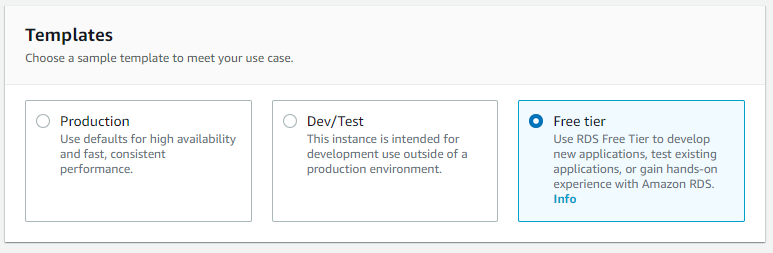 Templates
Choose a sample template to meet your use case.
Production
Use defaults for high availability
and fast, consistent
performance.
Dev/Test
This instance is intended for
development use outside of a
production environment.
Free tier
Use RDS Free Tier to develop
new applications, test existing
applications, or gain hands-on
experience with Amazon RDS.
Info